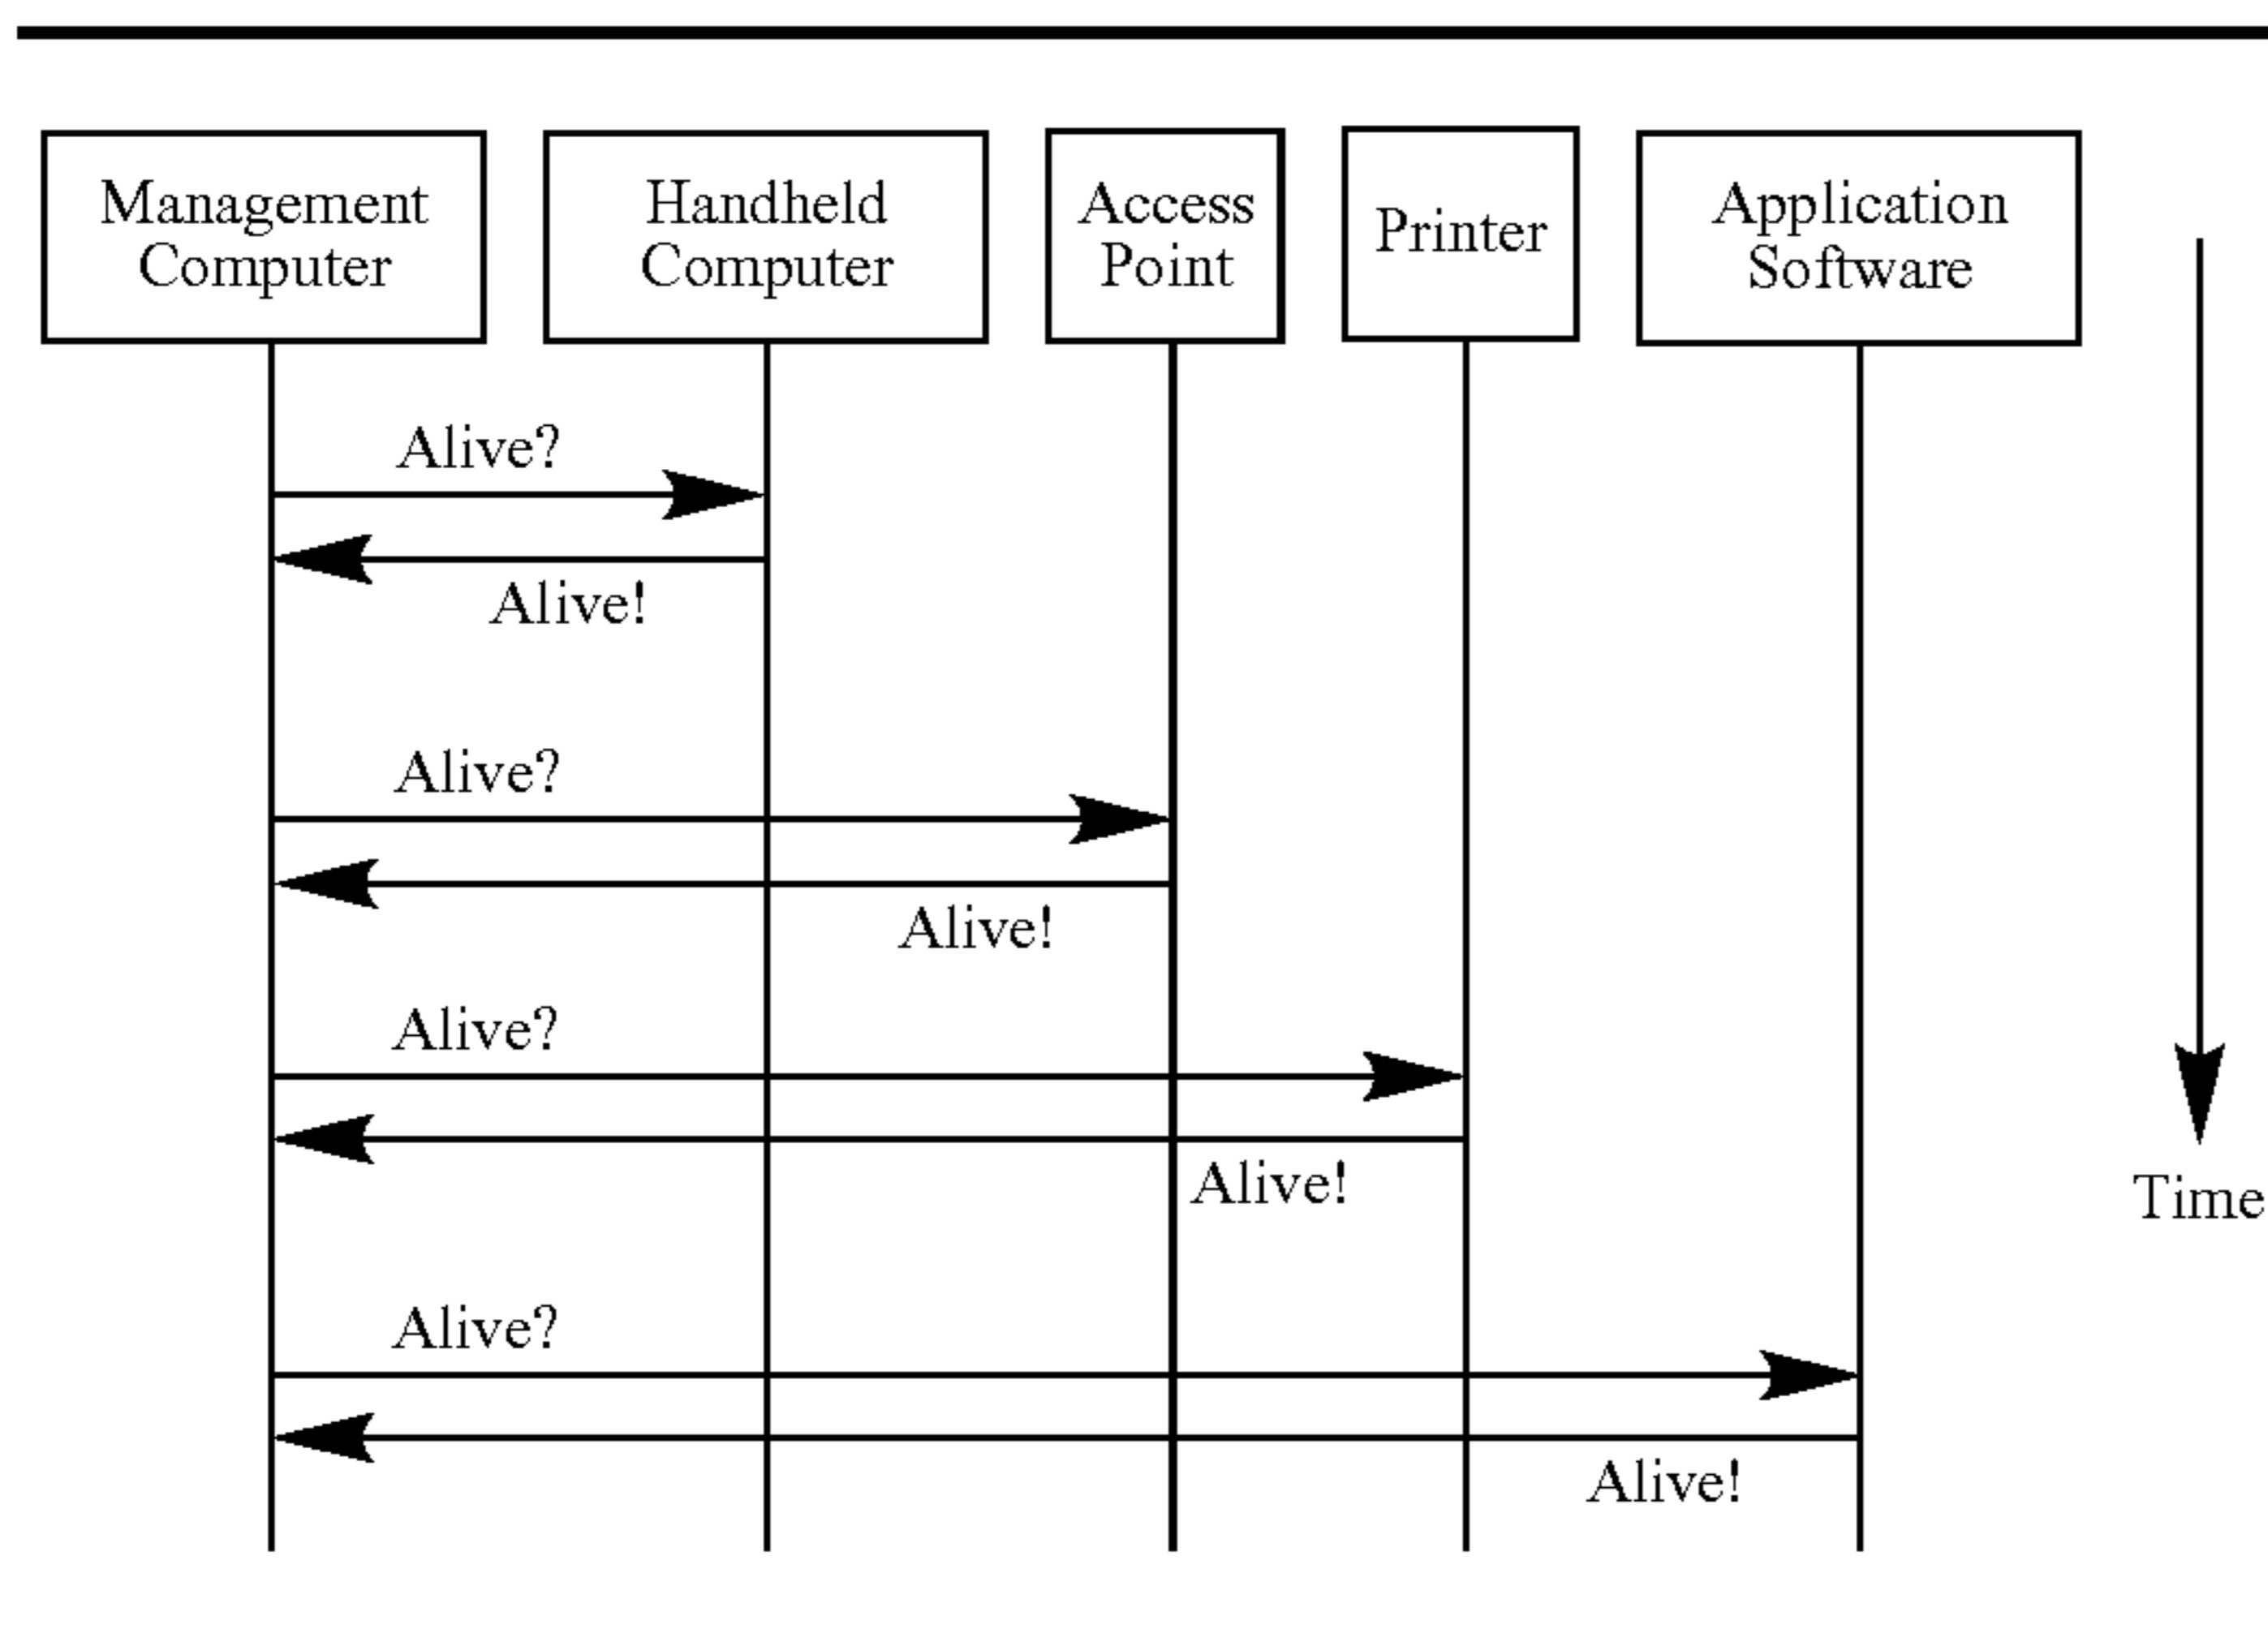 Management
Computer
Handheld
Computer
Access
Point
Printer
Application
Software
Alive?
Alive!
Alive?
Alive!
Alive?
Alive!
Time
Alive?
Alive!